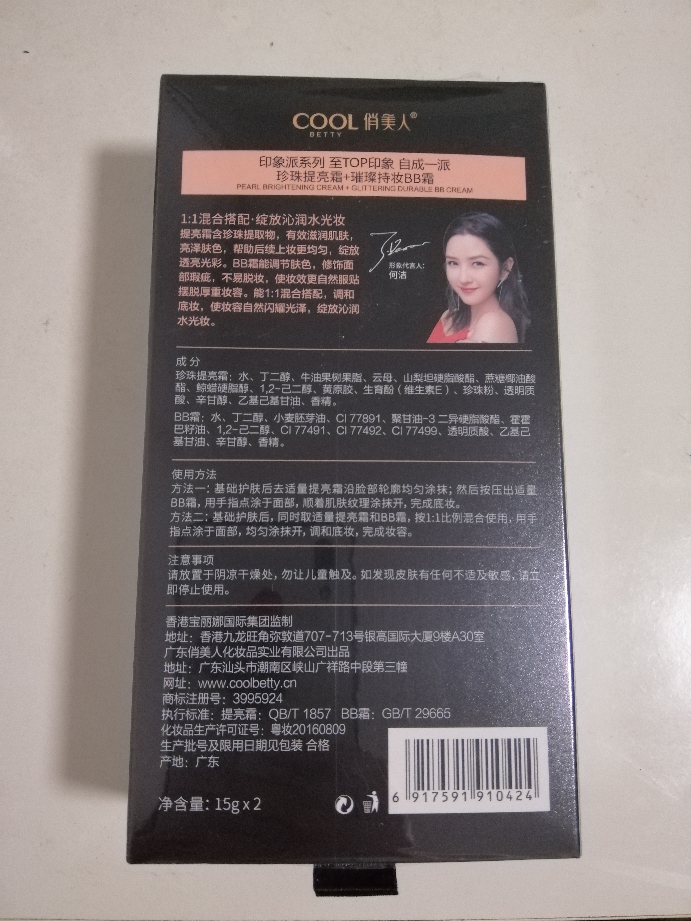 COOL 俏美人®
BETTY
印象派系列 至TOP印象 自成一派
珍珠提亮霜+璀璨持妆BB霜
PEARL BRIGHTENING CREAM + GLITTERING DURABLE BB CREAM
1:1混合搭配·绽放沁润水光妆
提亮霜含珍珠提取物，有效滋润肌肤，
亮泽肤色，帮助后续上妆更均匀，绽放
透亮光彩。BB霜能调节肤色，修饰面
部瑕疵，不易脱妆，使妆效更自然服贴
摆脱厚重妆容。能1:1混合搭配，调和
底妆，使妆容自然闪耀光泽，绽放沁润
水光妆。
形象代言人：
何洁
成分
珍珠提亮霜：水、丁二醇、牛油果树果脂、云母、山梨坦硬脂酸酯、蔗糖椰油酸
酯、鲸蜡硬脂醇、1,2-己二醇、黄原胶、生育酚（维生素E）、珍珠粉、透明质
酸、辛甘醇、乙基己基甘油、香精。
BB霜：水、丁二醇、小麦胚芽油、CI 77891、聚甘油-3 二异硬脂酸酯、霍霍
巴籽油、1,2-己二醇、CI 77491、CI 77492、CI 77499、透明质酸、乙基己
基甘油、辛甘醇、香精。
使用方法
方法一：基础护肤后去适量提亮霜沿脸部轮廓均匀涂抹；然后按压出适量
BB霜，用手指点涂于面部，顺着肌肤纹理涂抹开，完成底妆。
方法二：基础护肤后，同时取适量提亮霜和BB霜，按1:1比例混合使用，用手
指点涂于面部，均匀涂抹开，调和底妆，完成妆容。
注意事项
请放置于阴凉干燥处，勿让儿童触及。如发现皮肤有任何不适及敏感，请立
即停止使用。
香港宝丽娜国际集团监制
地址：香港九龙旺角弥敦道707-713号银高国际大厦9楼A30室
广东俏美人化妆品实业有限公司出品
地址：广东汕头市潮南区峡山广祥路中段第三幢
网址：www.coolbetty.cn
商标注册号：3995924
执行标准：提亮霜：QB/T 1857 BB霜：GB/T 29665
化妆品生产许可证号：粤妆20160809
生产批号及限用日期见包装 合格
产地：广东
净含量：15g x 2
6 917591 910424